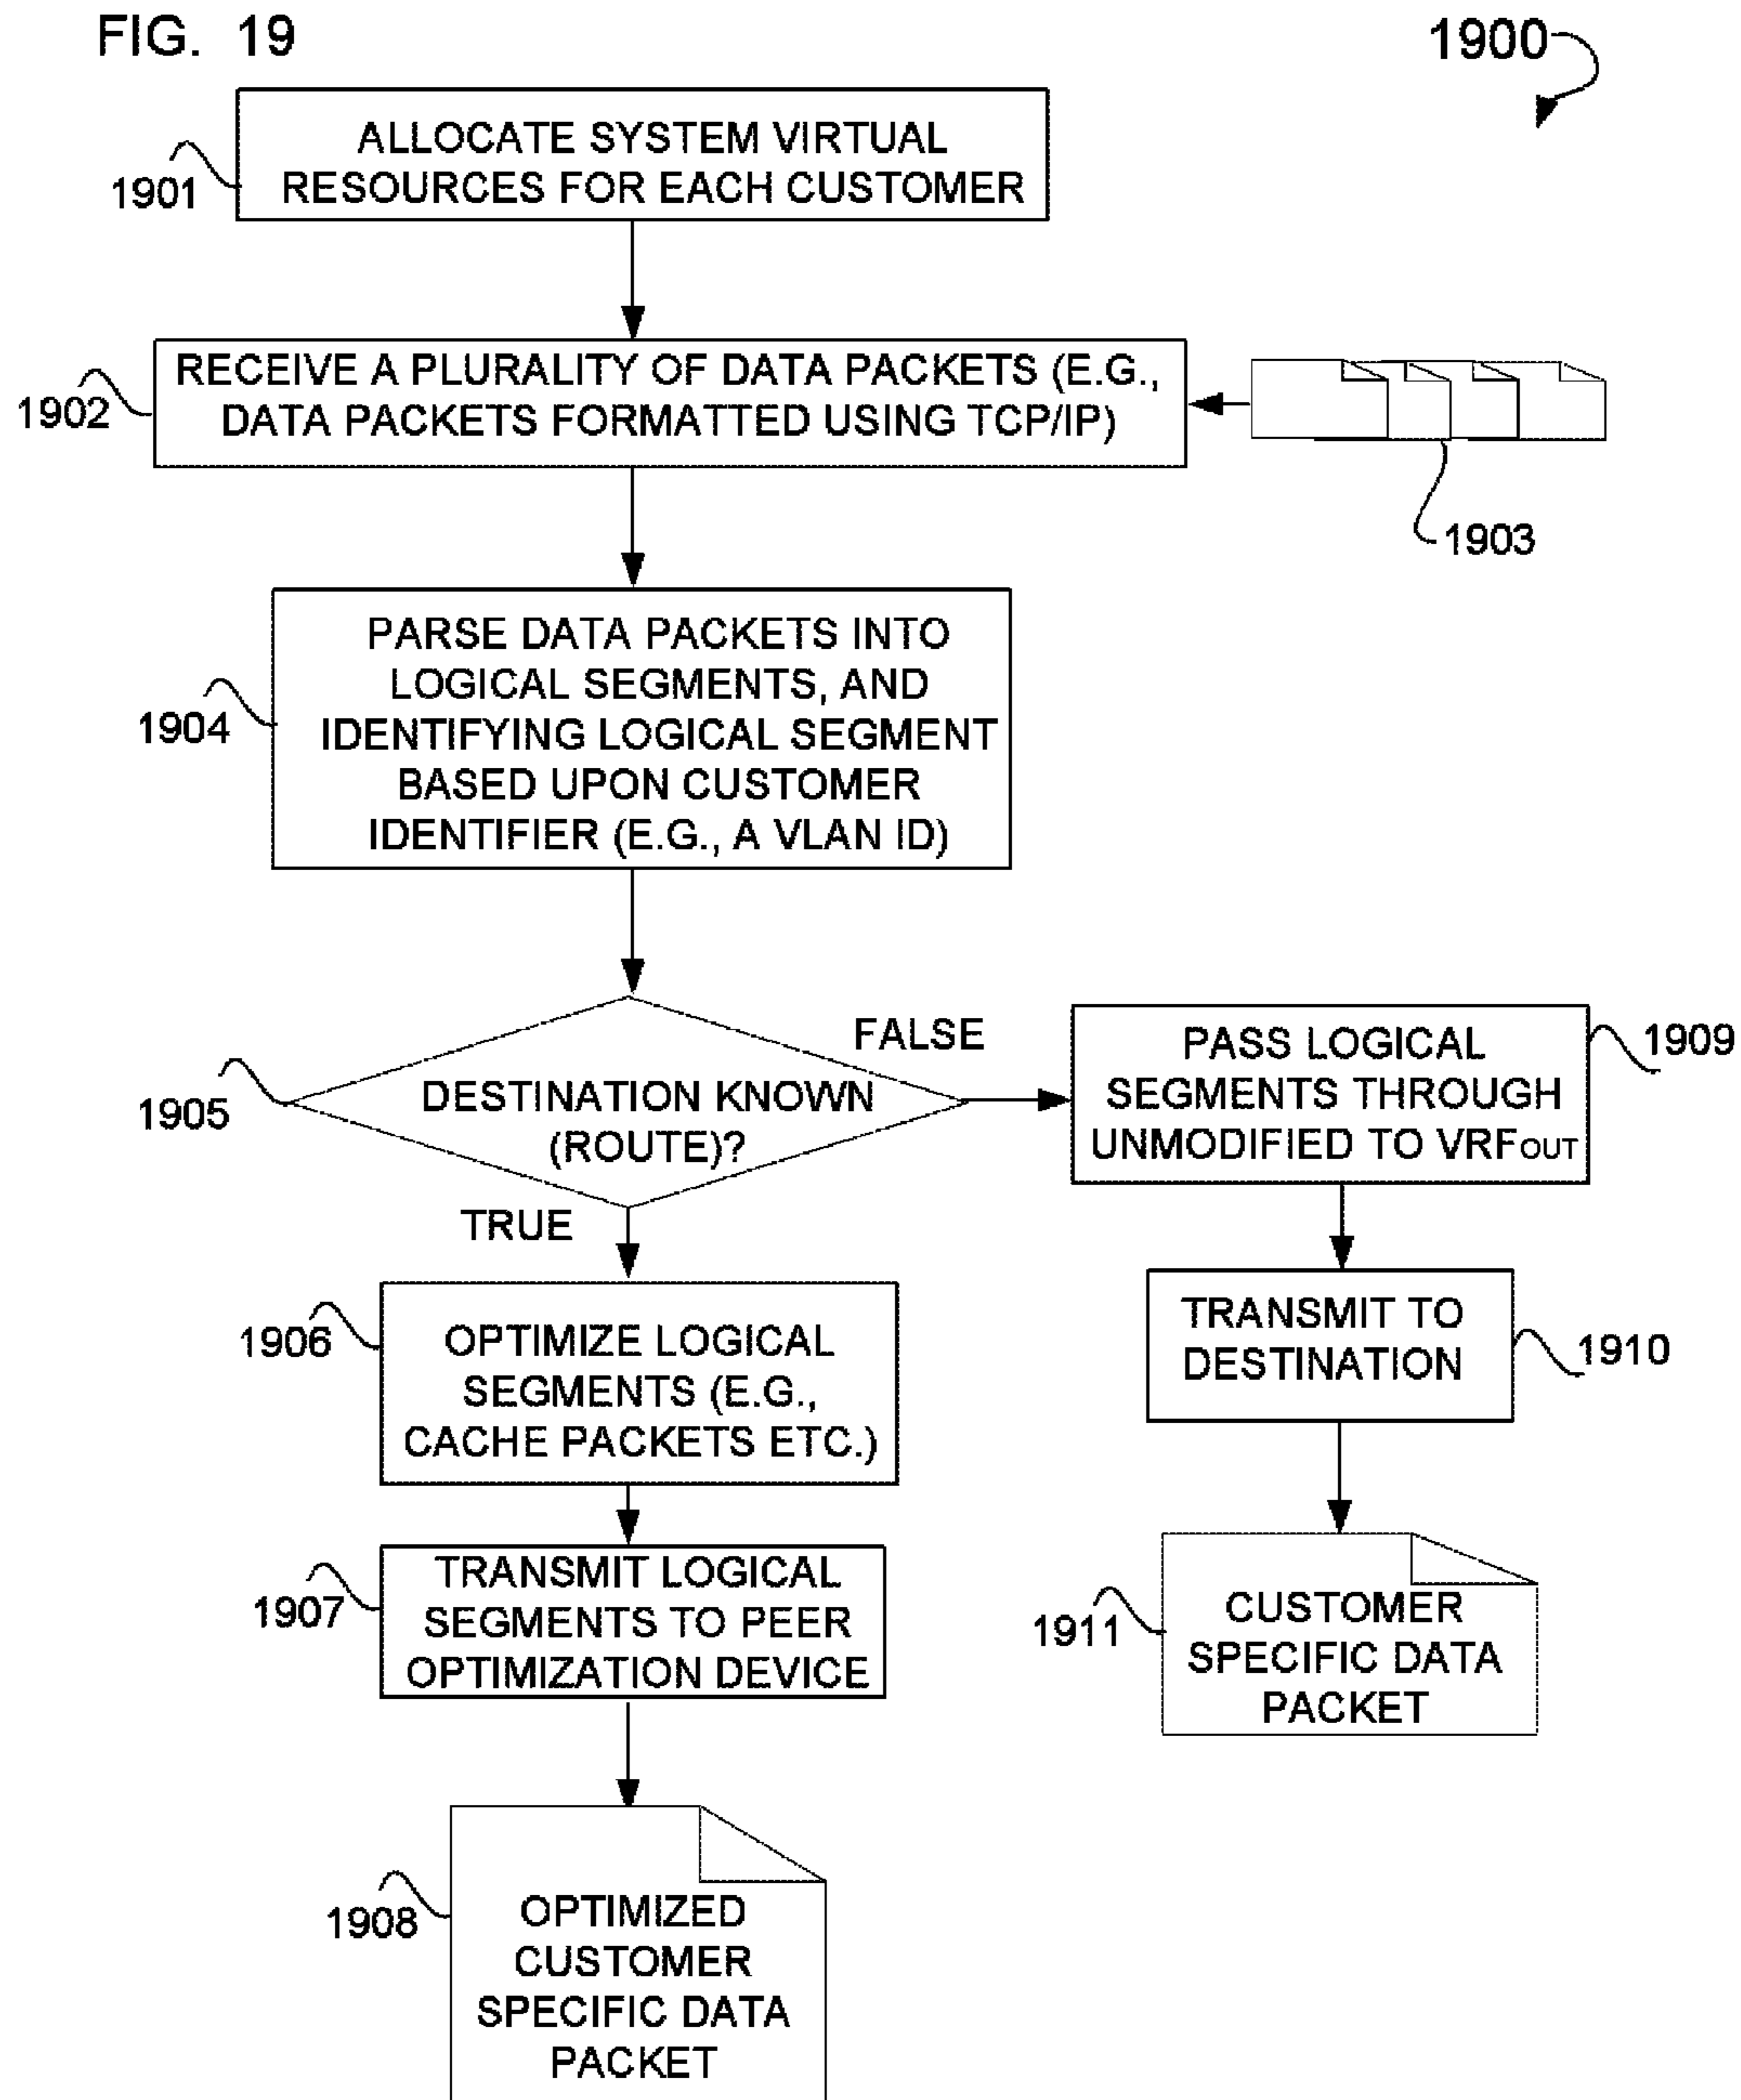 FIG. 19
1900
ALLOCATE SYSTEM VIRTUAL
RESOURCES FOR EACH CUSTOMER
1901
RECEIVE A PLURALITY OF DATA PACKETS (E.G.,
DATA PACKETS FORMATTED USING TCP/IP)
1902
1903
PARSE DATA PACKETS INTO
LOGICAL SEGMENTS, AND
IDENTIFYING LOGICAL SEGMENT
BASED UPON CUSTOMER
IDENTIFIER (E.G., A VLAN ID)
1904
DESTINATION KNOWN
(ROUTE)?
1905
FALSE
TRUE
PASS LOGICAL
SEGMENTS THROUGH
UNMODIFIED TO VRFOUT
1909
OPTIMIZE LOGICAL
SEGMENTS (E.G.,
CACHE PACKETS ETC.)
1906
TRANSMIT TO
DESTINATION
1910
TRANSMIT LOGICAL
SEGMENTS TO PEER
OPTIMIZATION DEVICE
1907
CUSTOMER
SPECIFIC DATA
PACKET
1911
OPTIMIZED
CUSTOMER
SPECIFIC DATA
PACKET
1908